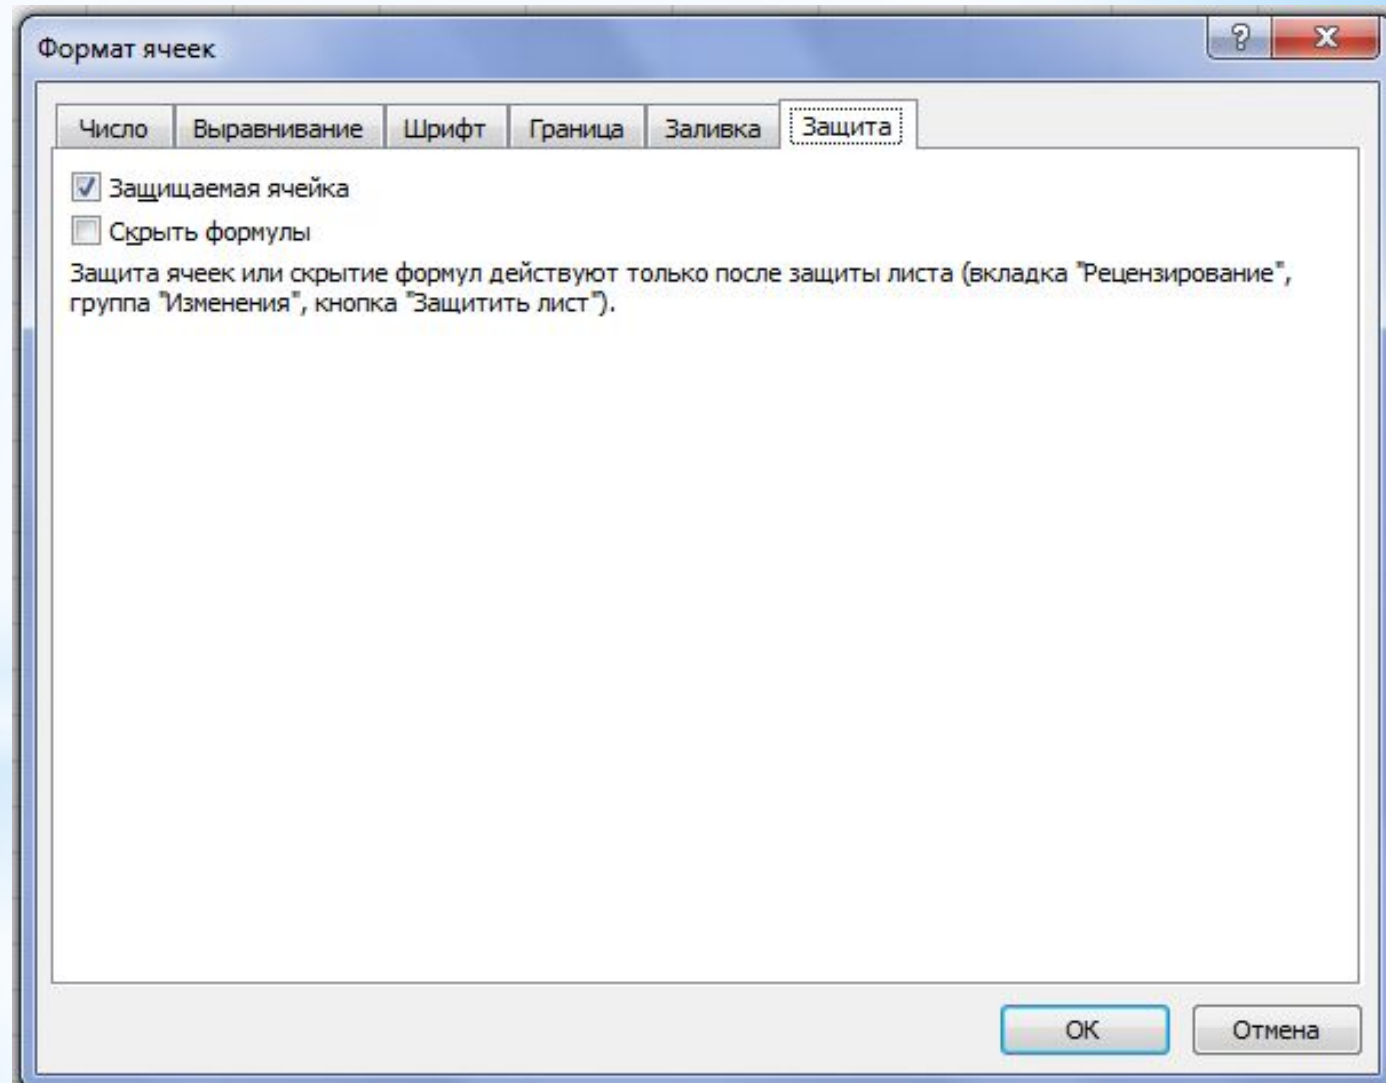 Формат ячеек
Число Выравнивание Шрифт Граница Заливка Защита
Защищаемая ячейка
Скрыть формулы
Защита ячеек или скрытие формул действуют только после защиты листа (вкладка "Рецензирование",
группа "Изменения", кнопка "Защитить лист").
ОК Отмена